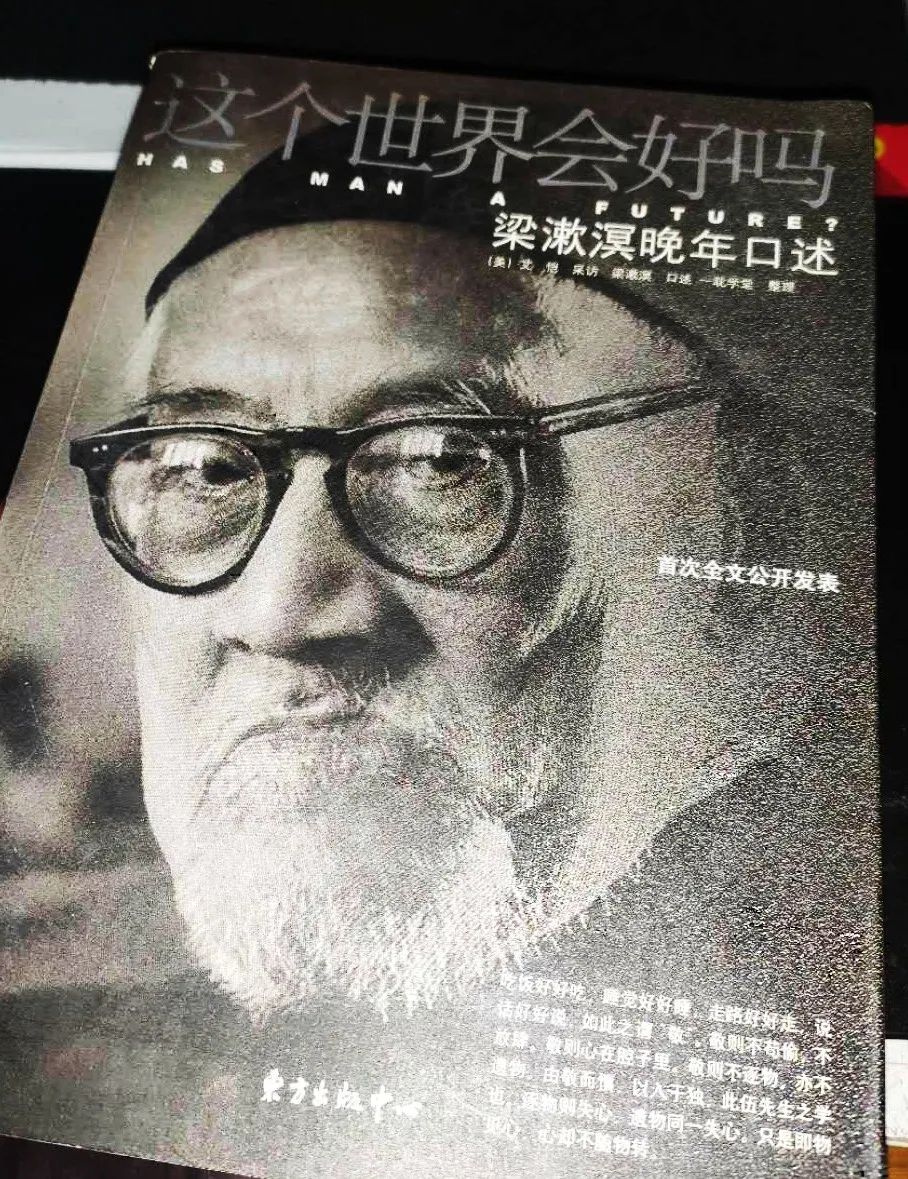 这个世界会好吗
HAS MAN A FUTURE?
梁漱溟晚年口述
(美)艾 恺 采访 梁漱溟 口述 一耽学堂 整理
首次全文公开发表
吃饭好好吃,睡觉好好睡,走路好好走,说
话好好说,如此之谓“敬”。敬则不苟偷,不
放肆。敬则心在腔子里,敬则不逐物,亦不
遗物。由敬而慎,以入于独,此伍先生之学
也。逐物则失心,遗物同一失心。只是即物
见心,心却不随物转。
东方出版中心